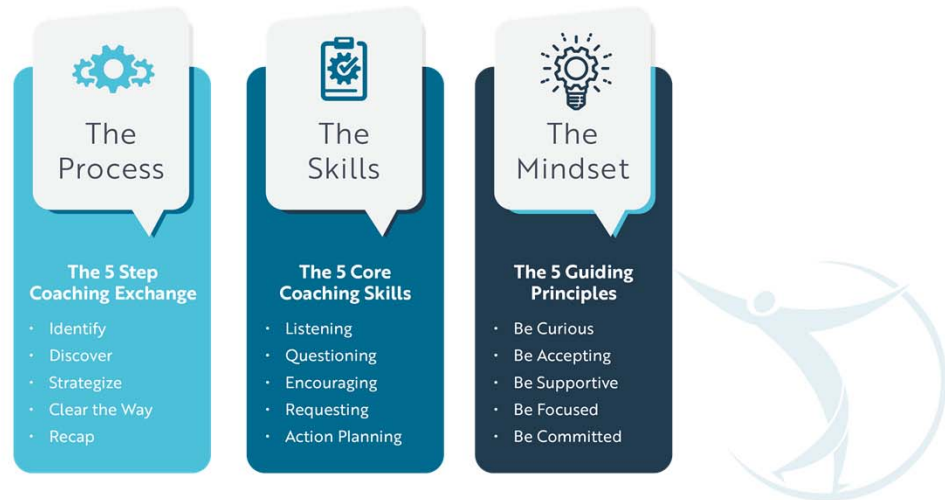 The
Process
The 5 Step
Coaching Exchange
• Identify
• Discover
• Strategize
• Clear the Way
• Recap
The
Skills
The 5 Core
Coaching Skills
• Listening
• Questioning
• Encouraging
• Requesting
• Action Planning
The
Mindset
The 5 Guiding
Principles
• Be Curious
• Be Accepting
• Be Supportive
• Be Focused
• Be Committed